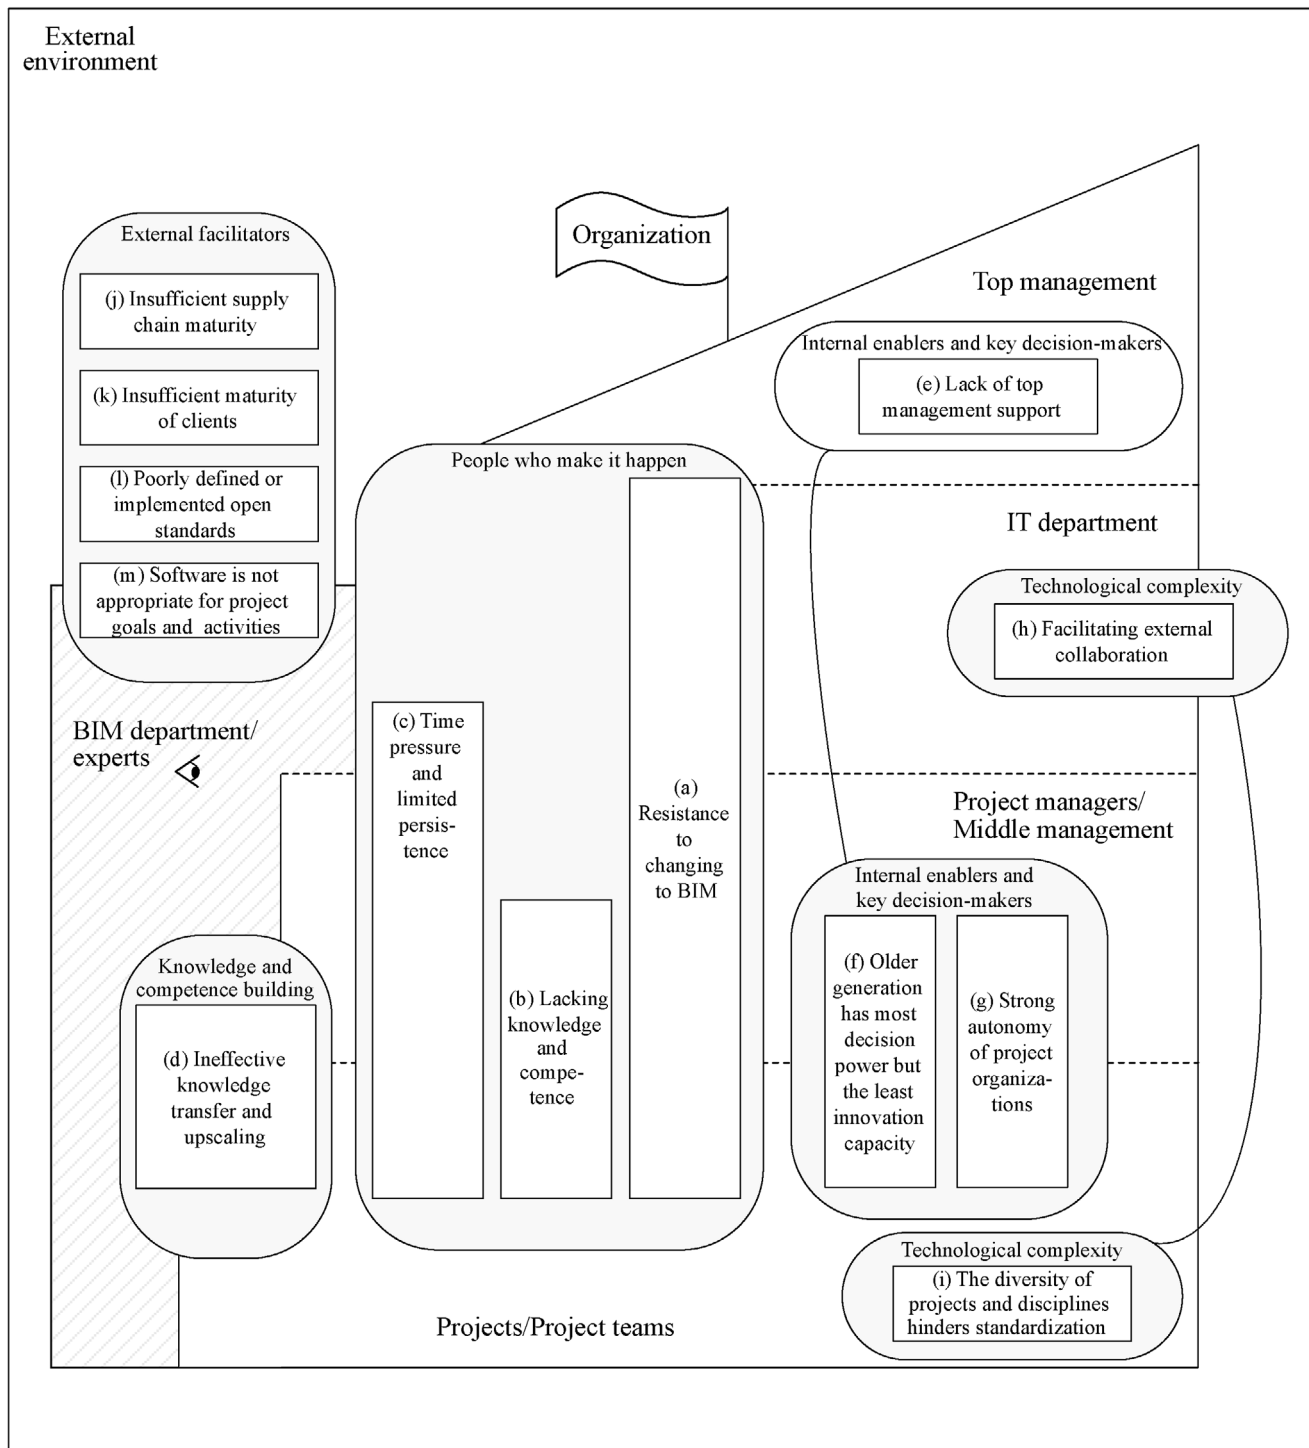 External
environment
Organization
Top management
External facilitators
(j) Insufficient supply
chain maturity
(k) Insufficient maturity
of clients
(l) Poorly defined or
implemented open
standards
(m) Software is not
appropriate for project
goals and activities
Internal enablers and key decision-makers
(e) Lack of top
management support
People who make it happen
IT department
Technological complexity
(h) Facilitating external
collaboration
BIM department/
experts
(c) Time
pressure
and
limited
persis-
tence
(b) Lacking
knowledge
and
compe-
tence
(a)
Resistance
to
changing
to BIM
Project managers/
Middle management
Internal enablers and
key decision-makers
(f) Older
generation
has most
decision
power but
the least
innovation
capacity
(g) Strong
autonomy
of project
organiza-
tions
Knowledge and
competence building
(d) Ineffective
knowledge
transfer and
upscaling
Technological complexity
(i) The diversity of
projects and disciplines
hinders standardization
Projects/Project teams